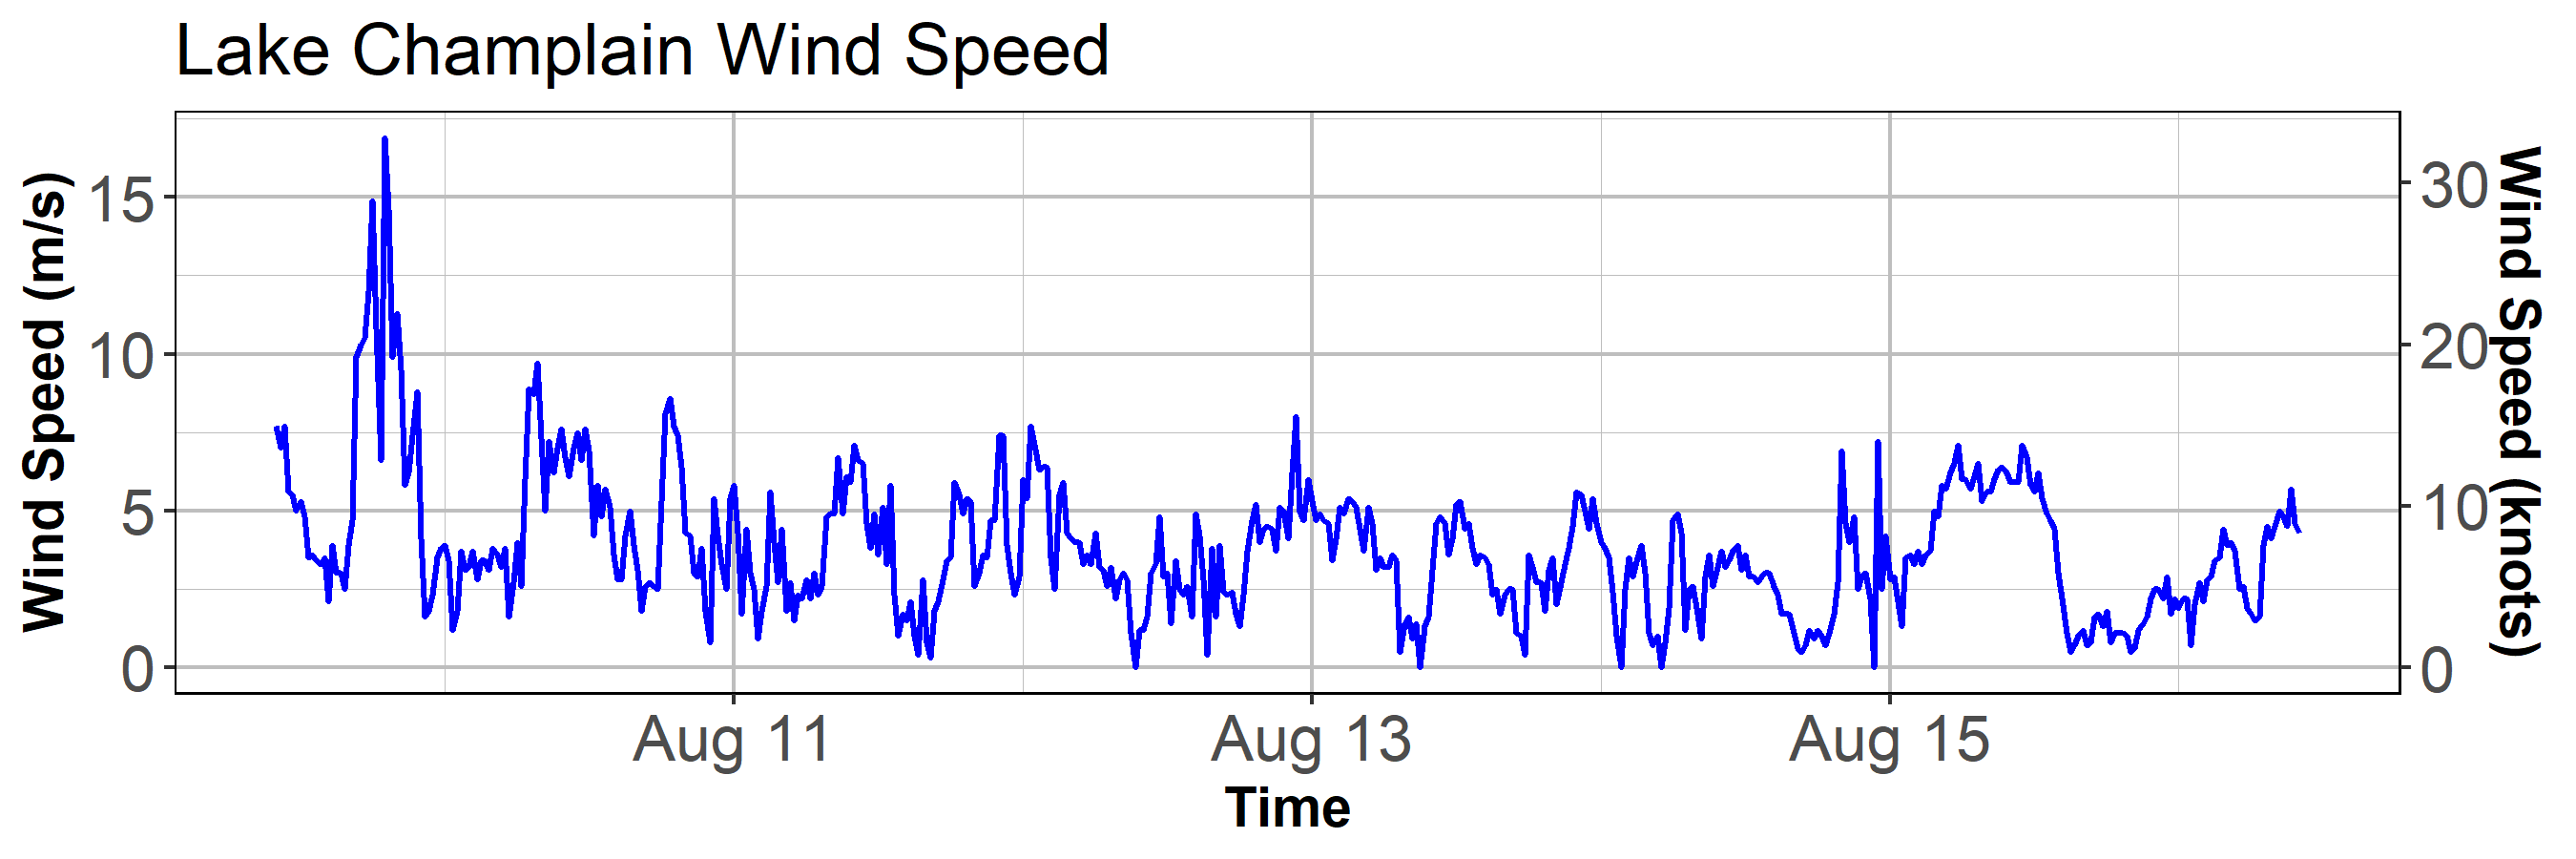 Lake Champlain Wind Speed
Wind Speed (m/s)
15
10
5
0
30
20
10
0
Wind Speed (knots)
Aug 11
Aug 13
Aug 15
Time